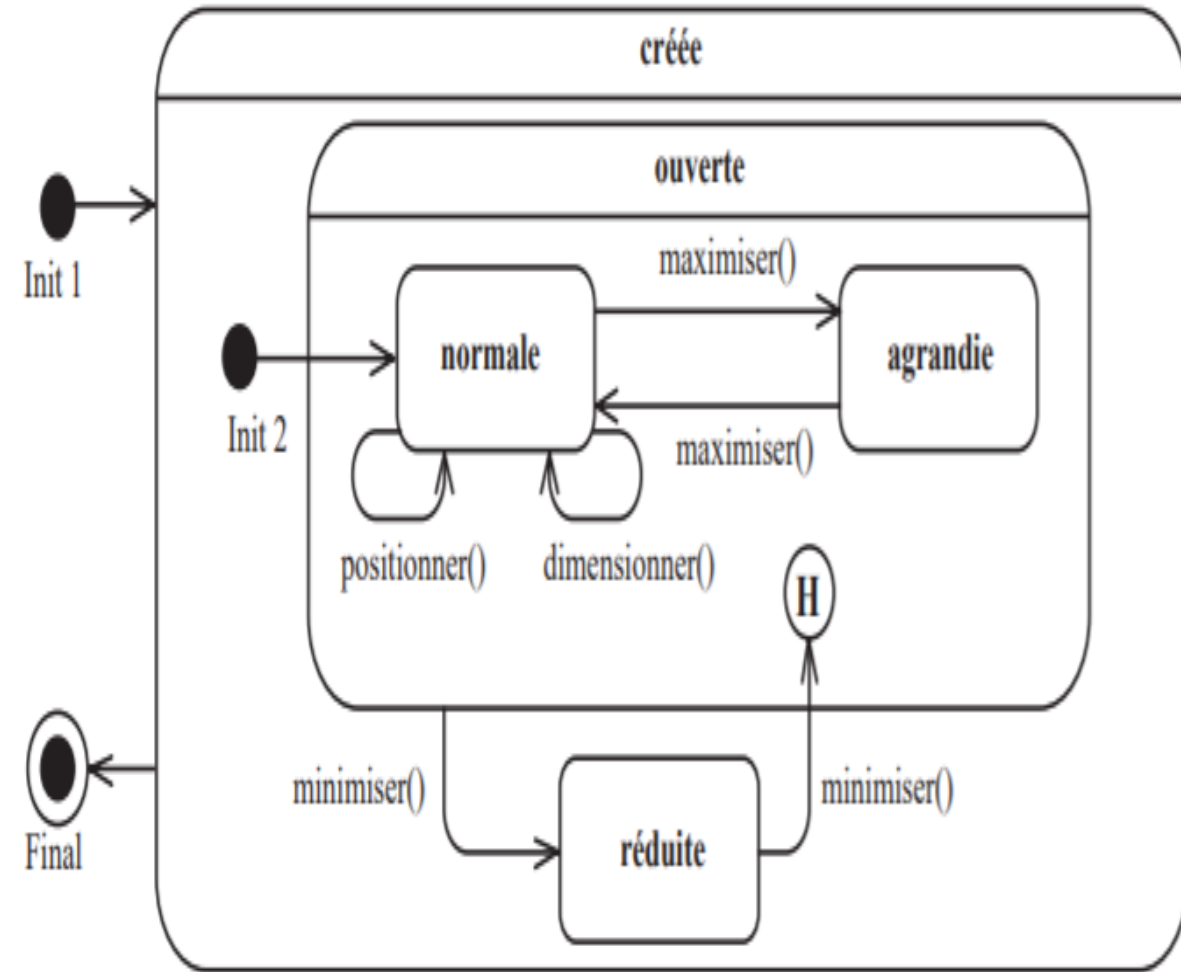 créée
ouverte
Init 1
maximiser()
normale
agrandie
Init 2
maximiser()
positionner()
dimensionner()
H
minimiser()
minimiser()
réduite
Final